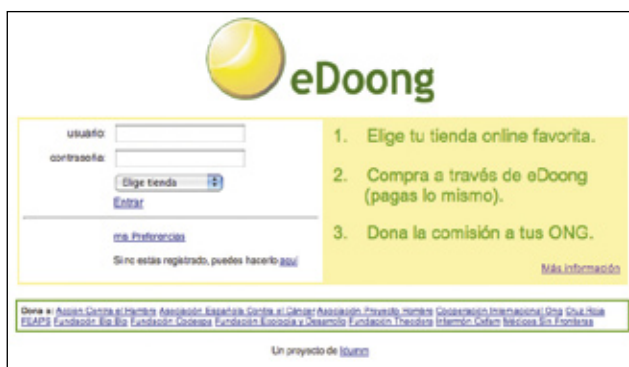 eDoong
usuario:
contraseña:
Elige tienda
Entrar
mis Preferencias
Si no estás registrado, puedes hacerlo aquí
1. Elige tu tienda online favorita.
2. Compra a través de eDoong
(pagas lo mismo).
3. Dona la comisión a tus ONG.
Más información
Dona a: Acción Contra el Hambre Asociación Española Contra el Cáncer Asociación Proyecto Hombre Cooperación Internacional Ong Cruz Roja
FEAPS Fundación Bip Bip Fundación Codespa Fundación Ecología y Desarrollo Fundación Theodora Intermón Oxfam Médicos Sin Fronteras
Un proyecto de